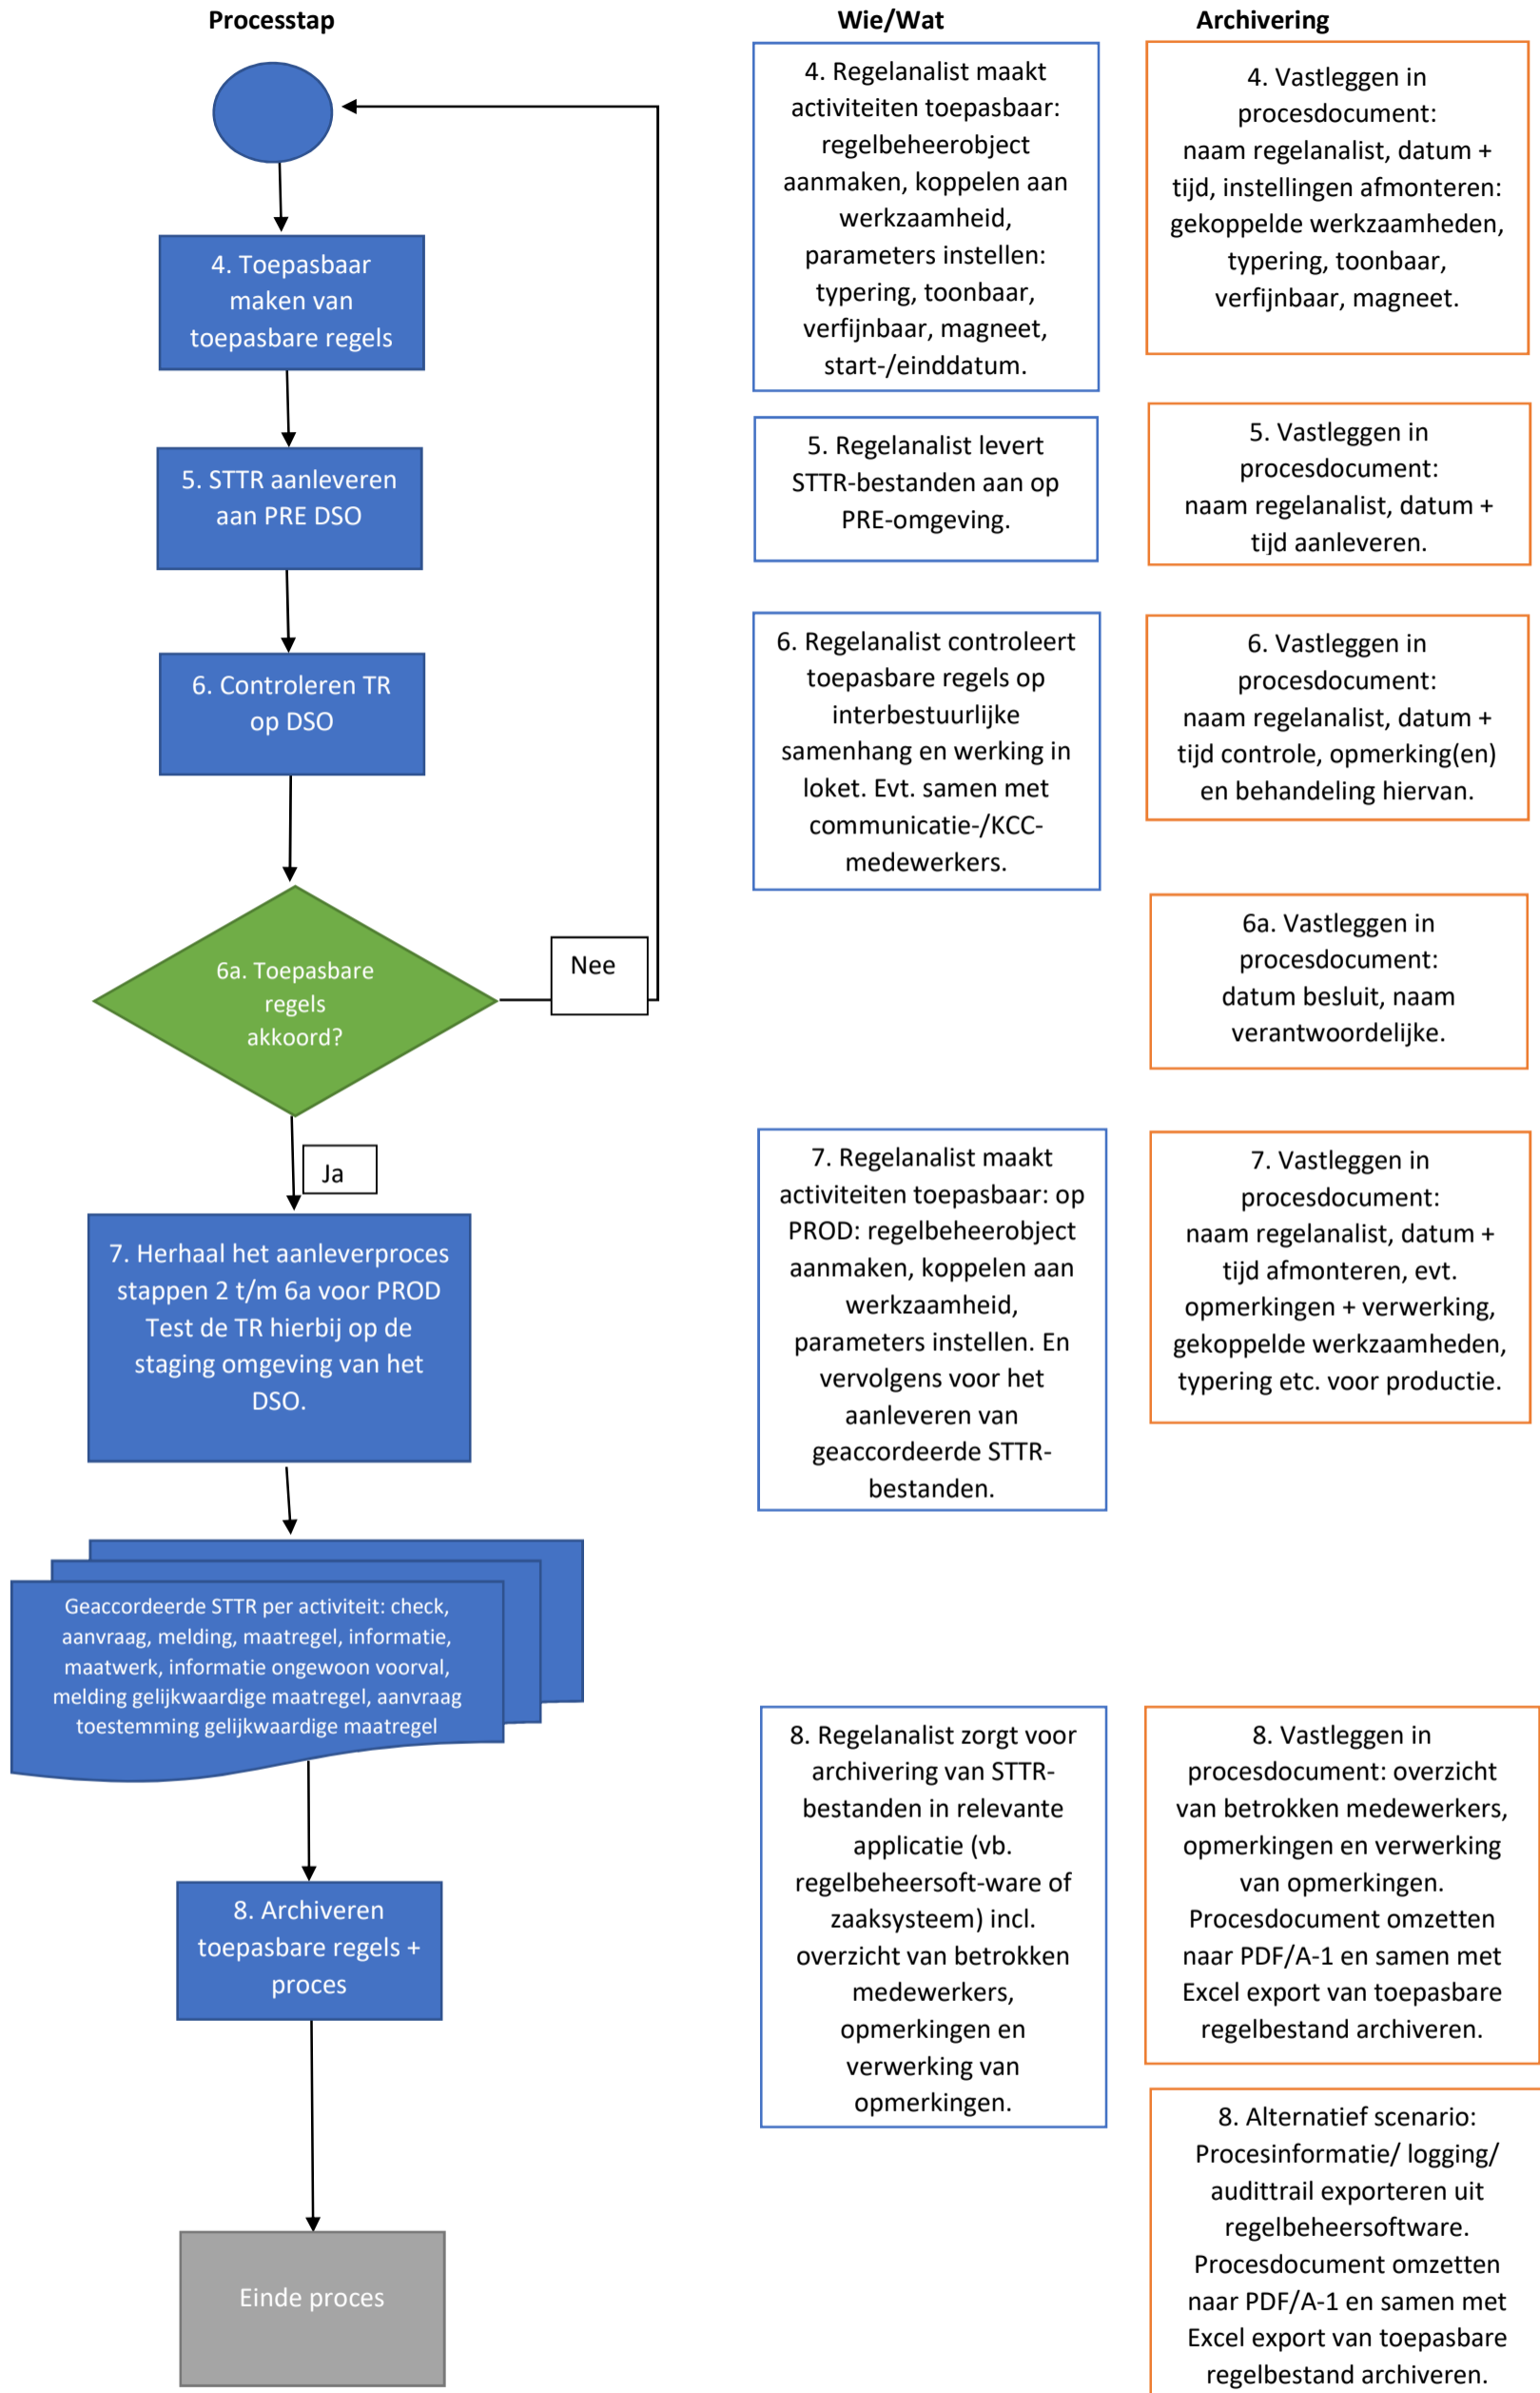 Processtap
Wie/Wat
Archivering
4. Toepasbaar
maken van
toepasbare regels
4. Regelanalist maakt
activiteiten toepasbaar:
regelbeheerobject
aanmaken, koppelen aan
werkzaamheid,
parameters instellen:
typering, toonbaar,
verfijnbaar, magneet,
start-/einddatum.
4. Vastleggen in
procesdocument:
naam regelanalist, datum +
tijd, instellingen afmonteren:
gekoppelde werkzaamheden,
typering, toonbaar,
verfijnbaar, magneet.
5. STTR aanleveren
aan PRE DSO
5. Regelanalist levert
STTR-bestanden aan op
PRE-omgeving.
5. Vastleggen in
procesdocument:
naam regelanalist, datum +
tijd aanleveren.
6. Controleren TR
op DSO
6. Regelanalist controleert
toepasbare regels op
interbestuurlijke
samenhang en werking in
loket. Evt. samen met
communicatie-/KCC-
medewerkers.
6. Vastleggen in
procesdocument:
naam regelanalist, datum +
tijd controle, opmerking(en)
en behandeling hiervan.
6a. Toepasbare
regels
akkoord?
Nee
6a. Vastleggen in
procesdocument:
datum besluit, naam
verantwoordelijke.
Ja
7. Herhaal het aanleverproces
stappen 2 t/m 6a voor PROD
Test de TR hierbij op de
staging omgeving van het
DSO.
7. Regelanalist maakt
activiteiten toepasbaar: op
PROD: regelbeheerobject
aanmaken, koppelen aan
werkzaamheid,
parameters instellen. En
vervolgens voor het
aanleveren van
geaccordeerde STTR-
bestanden.
7. Vastleggen in
procesdocument:
naam regelanalist, datum +
tijd afmonteren, evt.
opmerkingen + verwerking,
gekoppelde werkzaamheden,
typering etc. voor productie.
Geaccordeerde STTR per activiteit: check,
aanvraag, melding, maatregel, informatie,
maatwerk, informatie ongewoon voorval,
melding gelijkwaardige maatregel, aanvraag
toestemming gelijkwaardige maatregel
8. Archiveren
toepasbare regels +
proces
8. Regelanalist zorgt voor
archivering van STTR-
bestanden in relevante
applicatie (vb.
regelbeheersoft-ware of
zaaksysteem) incl.
overzicht van betrokken
medewerkers,
opmerkingen en
verwerking van
opmerkingen.
8. Vastleggen in
procesdocument: overzicht
van betrokken medewerkers,
opmerkingen en verwerking
van opmerkingen.
Procesdocument omzetten
naar PDF/A-1 en samen met
Excel export van toepasbare
regelbestand archiveren.
8. Alternatief scenario:
Procesinformatie/ logging/
audittrail exporteren uit
regelbeheersoftware.
Procesdocument omzetten
naar PDF/A-1 en samen met
Excel export van toepasbare
regelbestand archiveren.
Einde proces